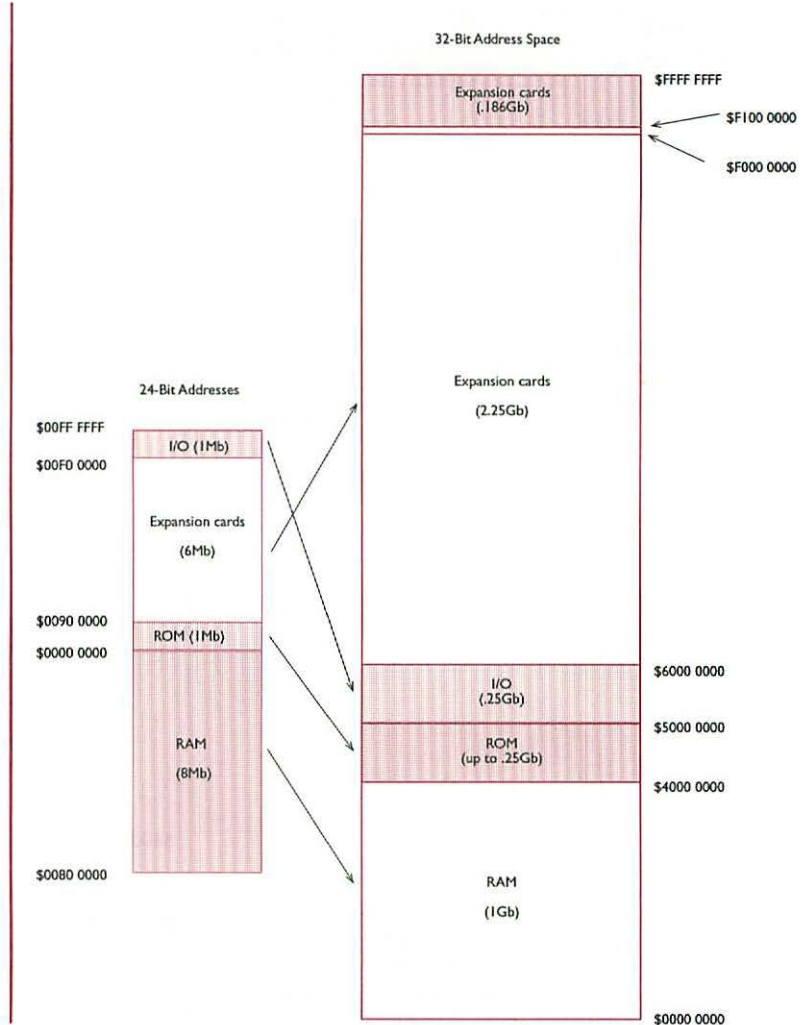 32-Bit Address Space
$FFFF FFFF
Expansion cards
(.186Gb)
$F100 0000
$F000 0000
Expansion cards
(2.25Gb)
24-Bit Addresses
$00FF FFFF
I/O (1Mb)
$00F0 0000
Expansion cards
(6Mb)
$0090 0000
ROM (1Mb)
$0000 0000
RAM
(8Mb)
$0080 0000
$6000 0000
I/O
(.25Gb)
$5000 0000
ROM
(up to .25Gb)
$4000 0000
RAM
(1Gb)
$0000 0000